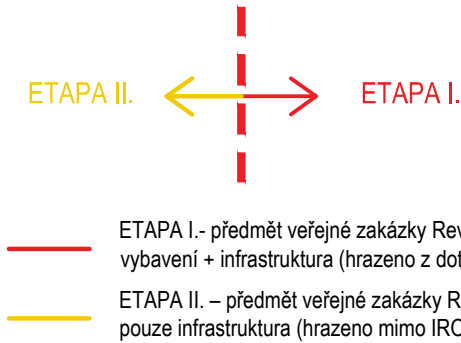 ETAPA II.
ETAPA I.
ETAPA I.- předmět veřejné zakázky
vybavení + infrastruktura (hrazeno z
ETAPA II. – předmět veřejné zakázky
pouze infrastruktura (hrazeno mimo